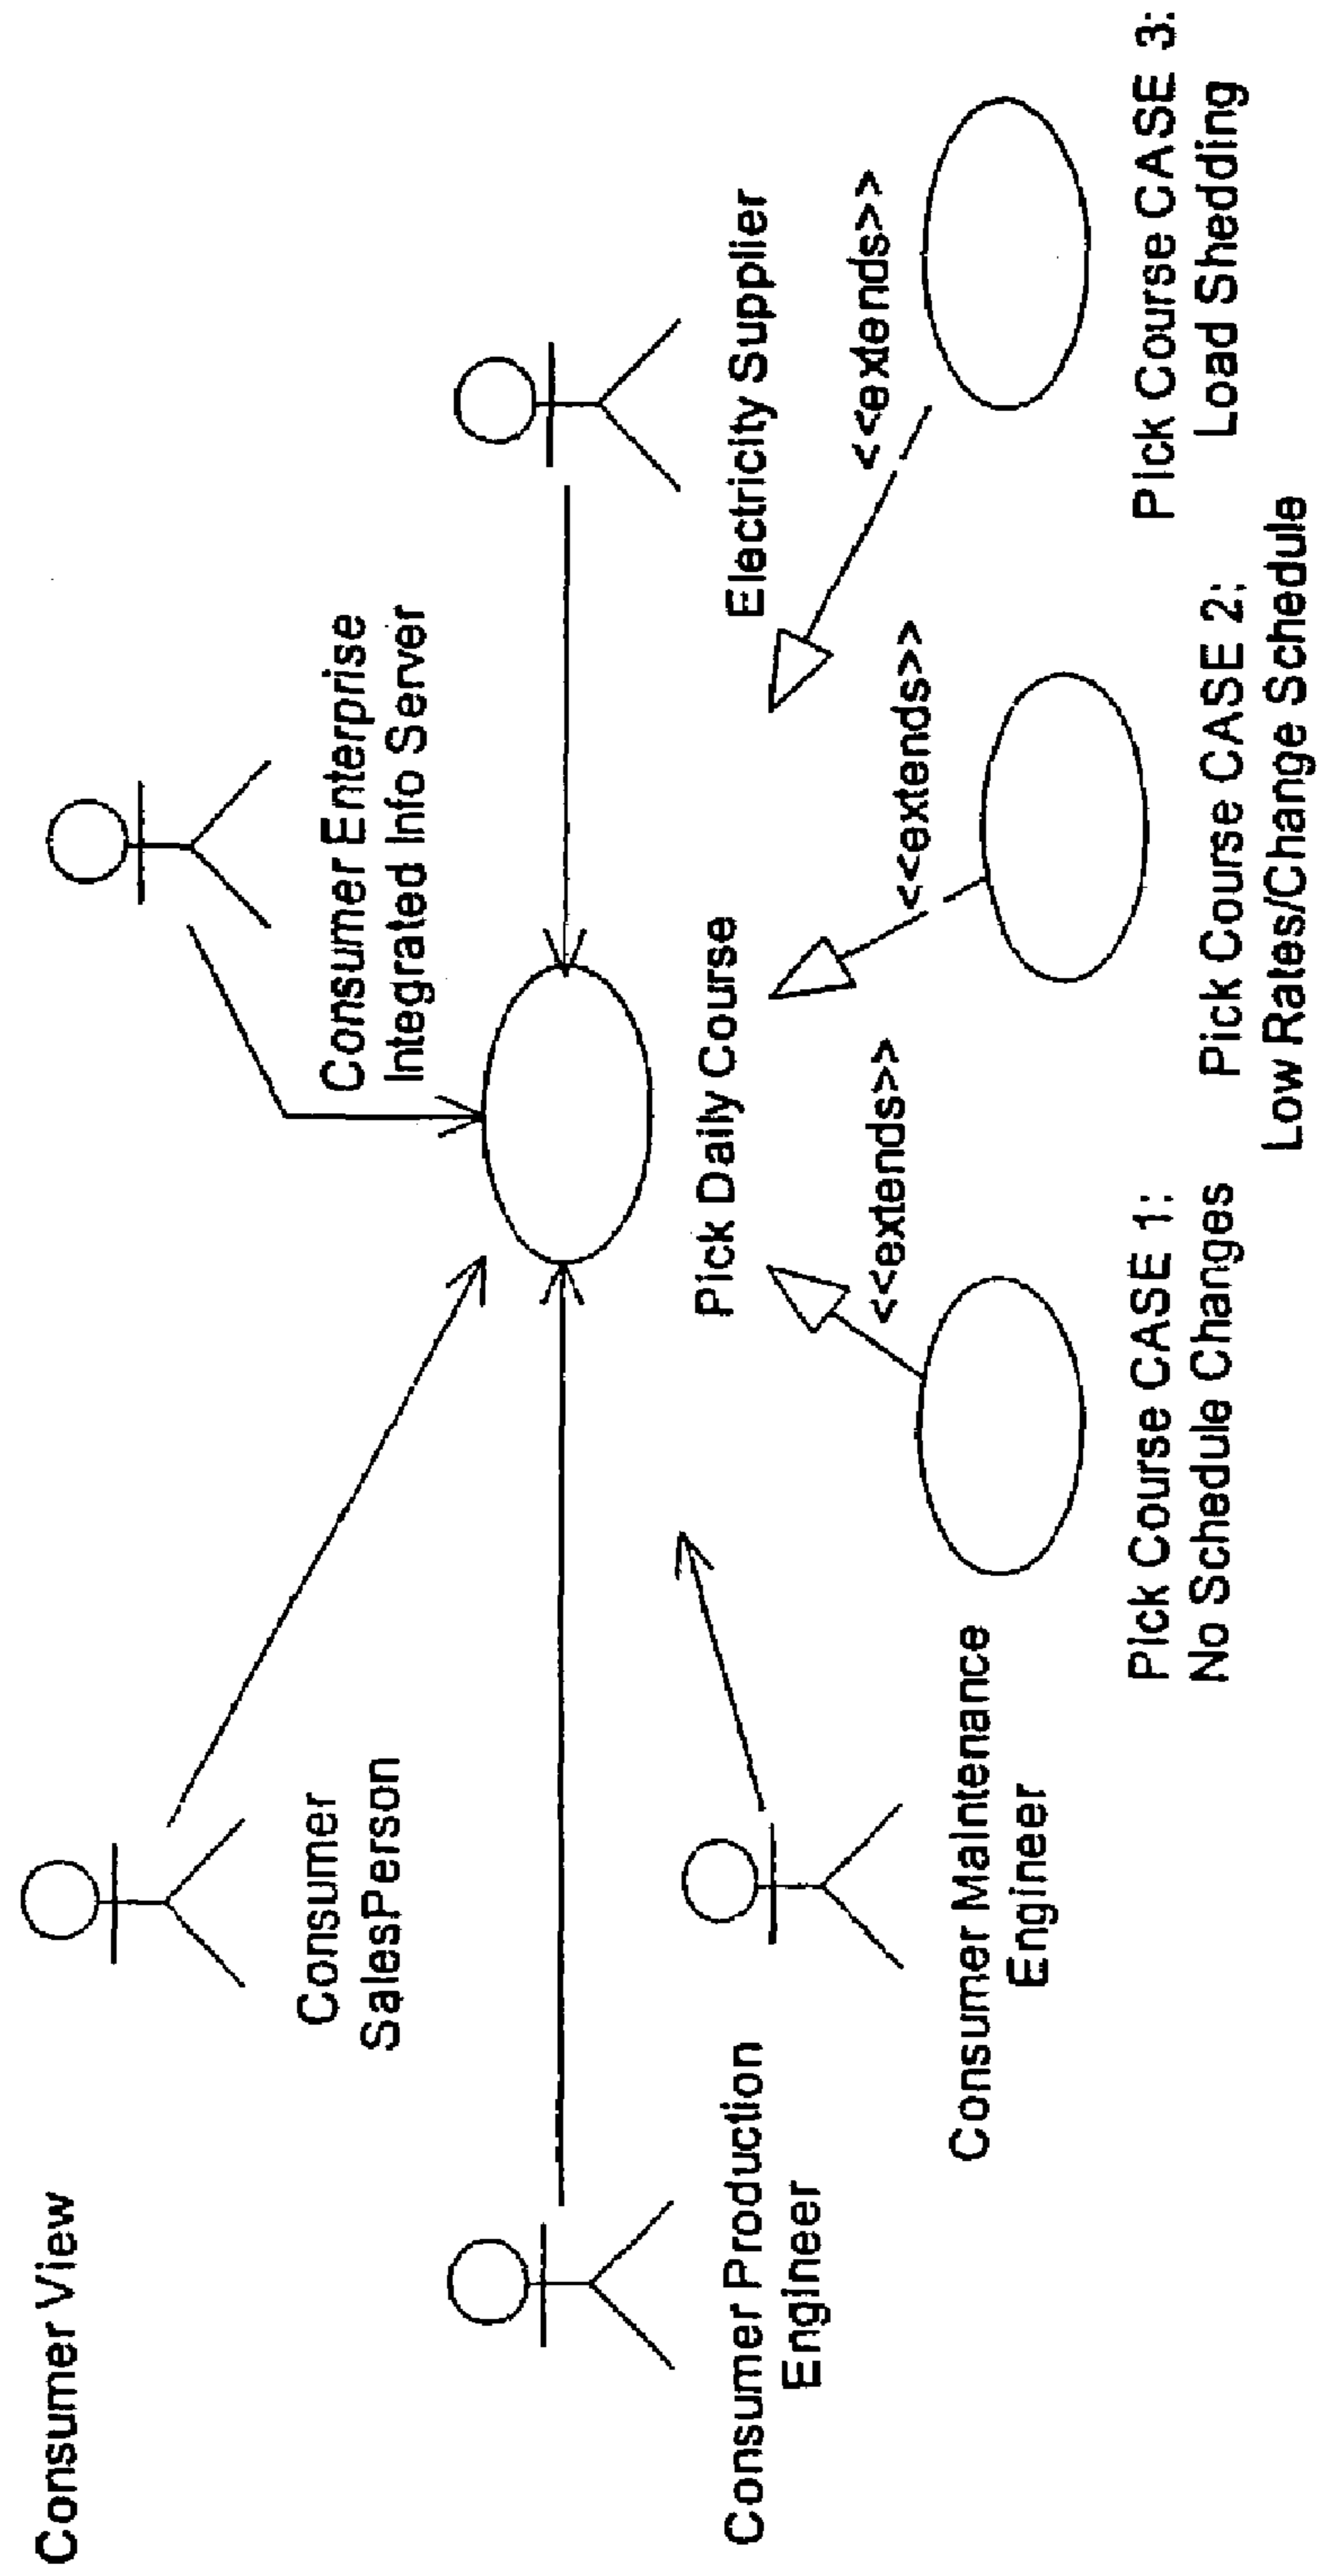 Consumer View
Consumer
SalesPerson
Consumer Enterprise
Integrated Info Server
Consumer Production
Engineer
Electricity Supplier
Pick Daily Course
Consumer Maintenance
Engineer
<<extends>>
<<extends>>
<<extends>>
Pick Course CASE 1:
No Schedule Changes
Pick Course CASE 2:
Low Rates/Change Schedule
Pick Course CASE 3:
Load Shedding